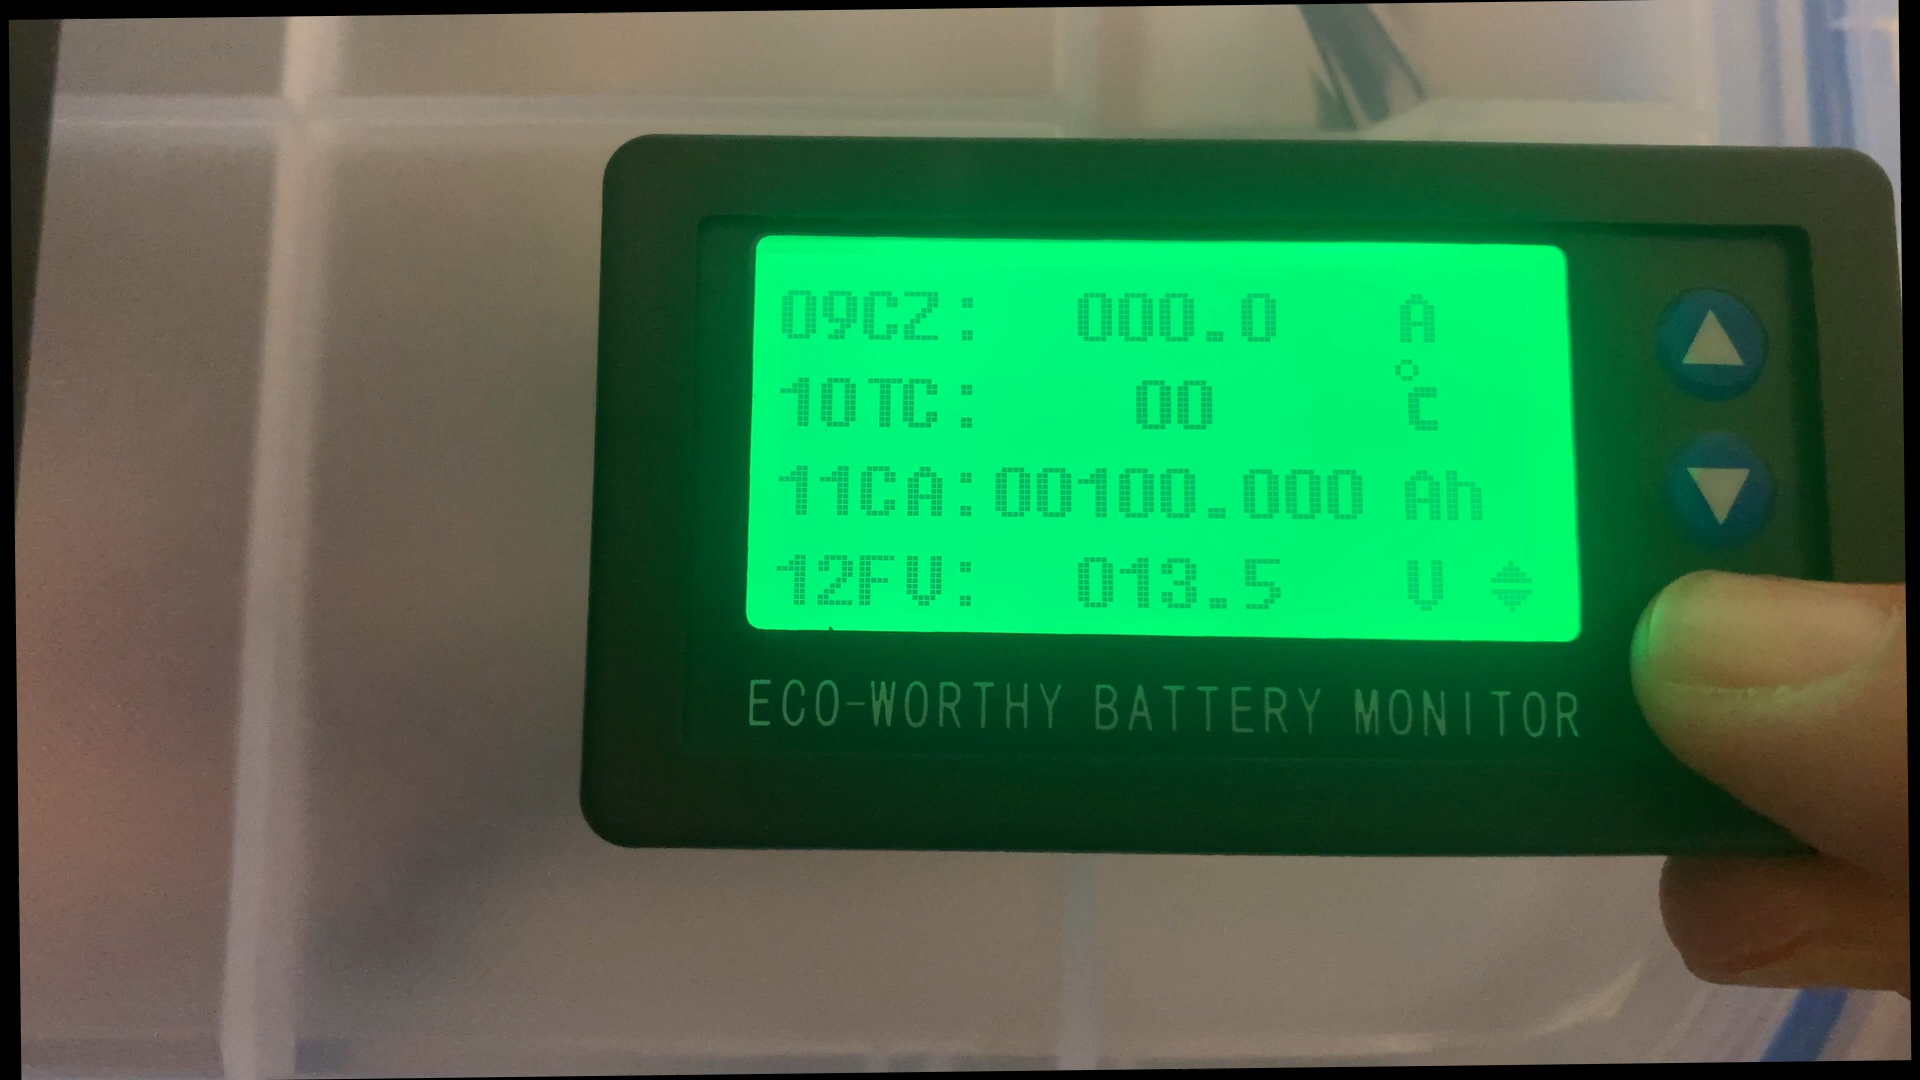 09CZ: 000.0 A
10TC: 00 °C
11CA:00100.000 Ah
12FV: 013.5 V
ECO-WORTHY BATTERY MONITOR